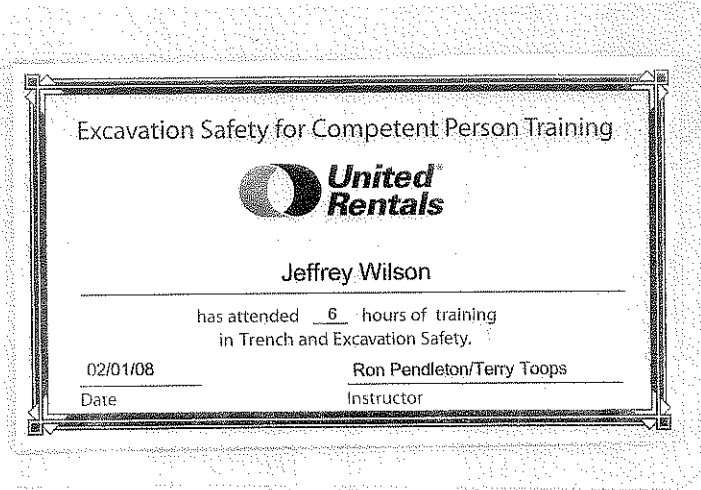 Excavation Safety for Competent Person Training
United
Rentals
Jeffrey Wilson
has attended 6 hours of training
in Trench and Excavation Safety.
02/01/08
Ron Pendleton/Terry Toops
Date
Instructor